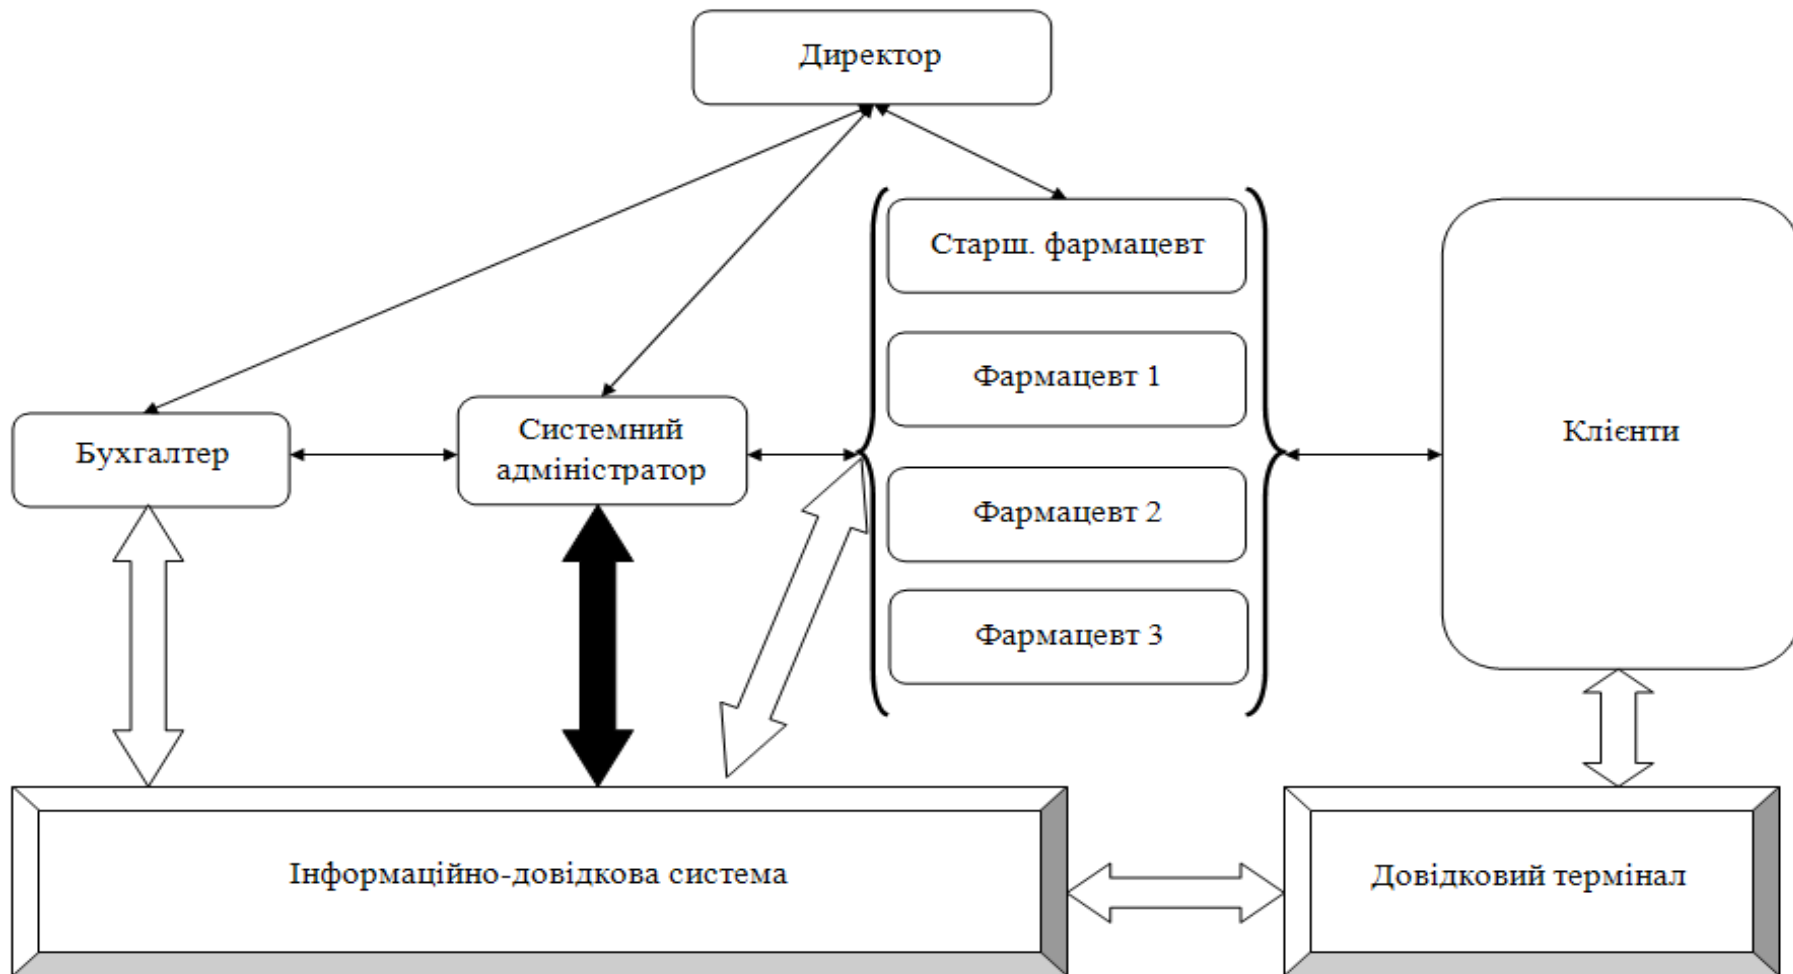 Директор
Старш. фармацевт
Фармацевт 1
Бухгалтер
Системний
адміністратор
Клієнти
Фармацевт 2
Фармацевт 3
Інформаційно-довідкова система
Довідковий термінал